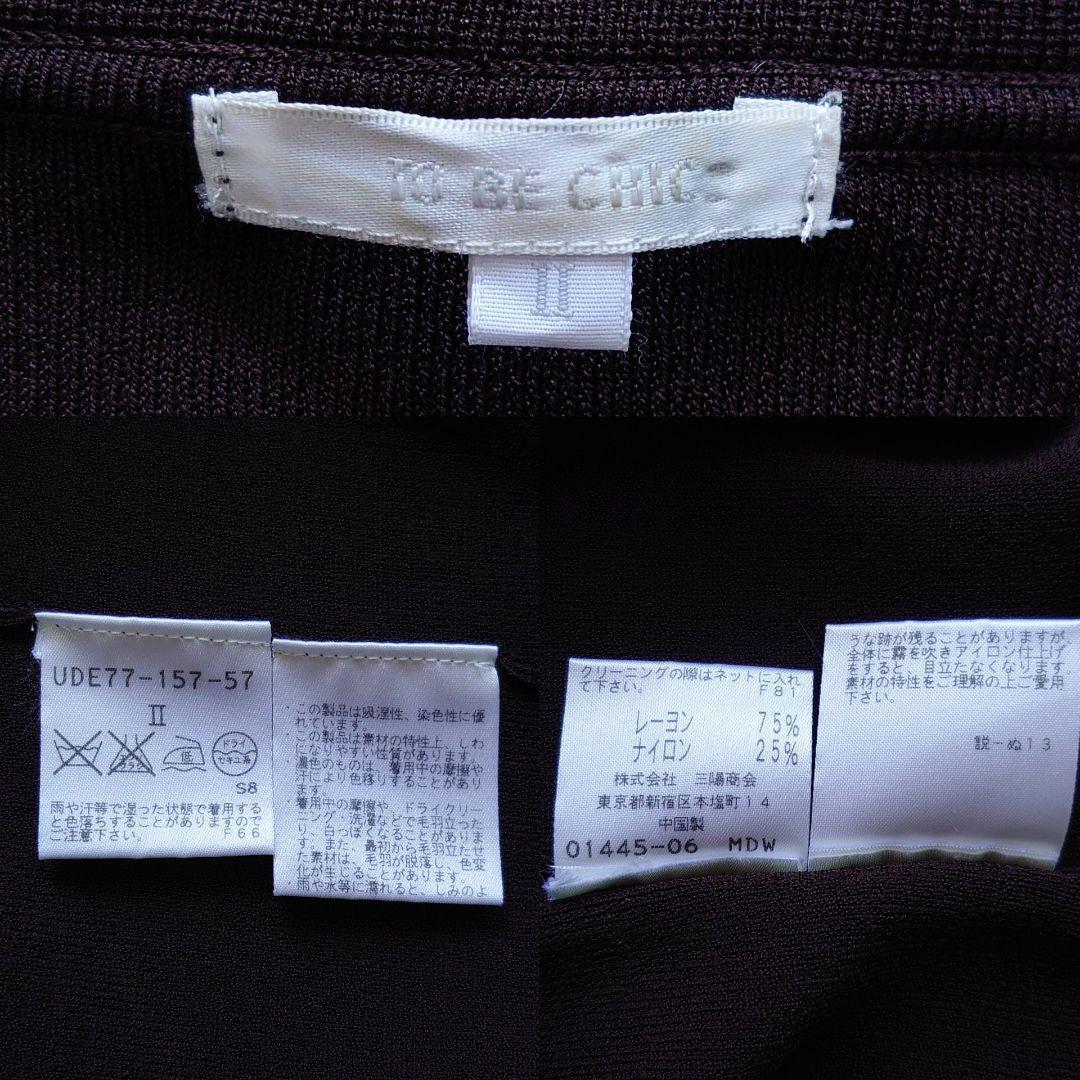 TO BE CHIC
II
UDE77-157-57
II
エンソ
サラシ
低
ドライ
セキユ系
S8
雨や汗等で湿った状態で着用する
と色落ちすることがありますので
ご注意下さい。 F66
・この製品は吸湿性、染色性に優
れています。
・この製品は素材の特性上、しわ
になりやすい性質があります。
・濃色のものは、着用中の摩擦や
汗により色移りすることがあり
ます。
・着用中の摩擦や、ドライクリー
ニング・洗濯などで毛羽立った
り、白っぽくなることがありま
す。また、最初から毛羽立たせ
た素材は、毛羽が脱落し、色変
化が生じることがあります。
雨や水等に濡れると、しみのよ
クリーニングの際はネットに入れ
て下さい。 F81
レーヨン 75%
ナイロン 25%
株式会社 三陽商会
東京都新宿区本塩町14
中国製
01445-06 MDW
うな跡が残ることがありますが
全体に霧を吹きアイロン仕上げ
をすると、目立たなくなります
素材の特性をご理解の上ご愛用
下さい。
説-ぬ13